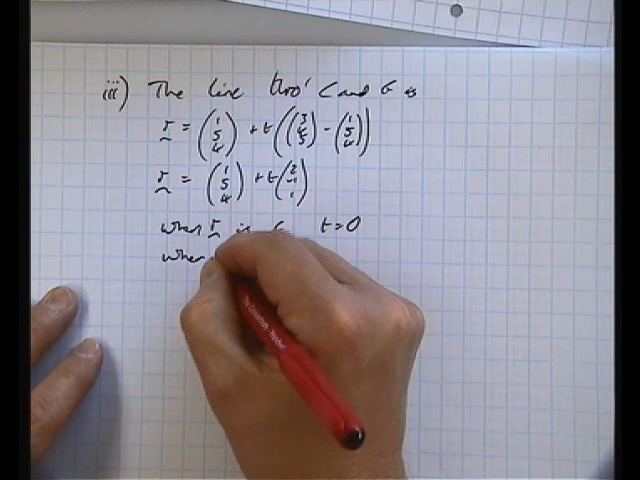 iii) The line thro' C and G is
r = (1 5 4) + t((3 4 5) - (1 5 4))
r = (1 5 4) + t(2 -1 1)
when r is C t=0
when